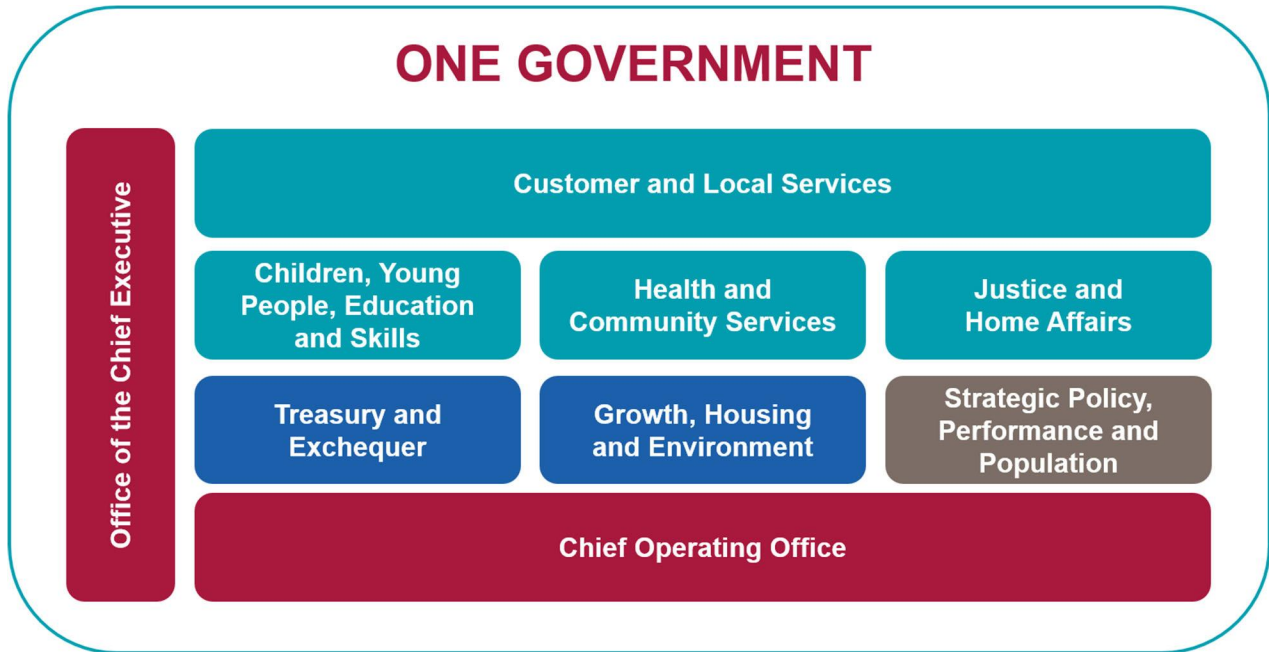 ONE GOVERNMENT
Office of the Chief Executive
Customer and Local Services
Children, Young
People, Education
and Skills
Health and
Community Services
Justice and
Home Affairs
Treasury and
Exchequer
Growth, Housing
and Environment
Strategic Policy,
Performance and
Population
Chief Operating Office